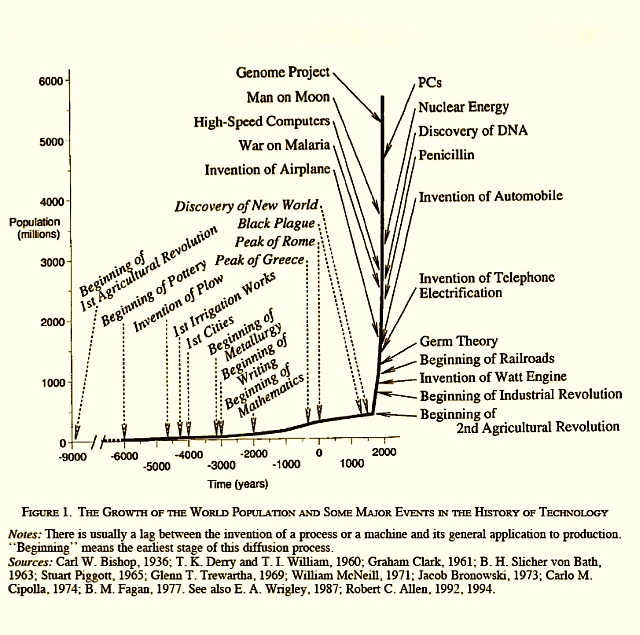 Genome Project
Man on Moon
High-Speed Computers
War on Malaria
Invention of Airplane
Discovery of New World
Black Plague
Peak of Rome
Peak of Greece
PCs
Nuclear Energy
Discovery of DNA
Penicillin
Invention of Automobile
Invention of Telephone
Electrification
Germ Theory
Beginning of Railroads
Invention of Watt Engine
Beginning of Industrial Revolution
Beginning of
2nd Agricultural Revolution
Beginning of
1st Agricultural Revolution
Beginning of Pottery
Invention of Plow
1st Irrigation Works
1st Cities
Beginning of
Metallurgy
Beginning of
Writing
Beginning of
Mathematics
Population
(millions)
6000
5000
4000
3000
2000
1000
0
-9000
-6000
-5000
-4000
-3000
-2000
-1000
0
1000
2000
Time (years)
FIGURE 1. THE GROWTH OF THE WORLD POPULATION AND SOME MAJOR EVENTS IN THE HISTORY OF TECHNOLOGY
Notes: There is usually a lag between the invention of a process or a machine and its general application to production.
"Beginning" means the earliest stage of this diffusion process.
Sources: Carl W. Bishop, 1936; T. K. Derry and T. I. William, 1960; Graham Clark, 1961; B. H. Slicher von Bath,
1963; Stuart Piggott, 1965; Glenn T. Trewartha, 1969; William McNeill, 1971; Jacob Bronowski, 1973; Carlo M.
Cipolla, 1974; B. M. Fagan, 1977. See also E. A. Wrigley, 1987; Robert C. Allen, 1992, 1994.